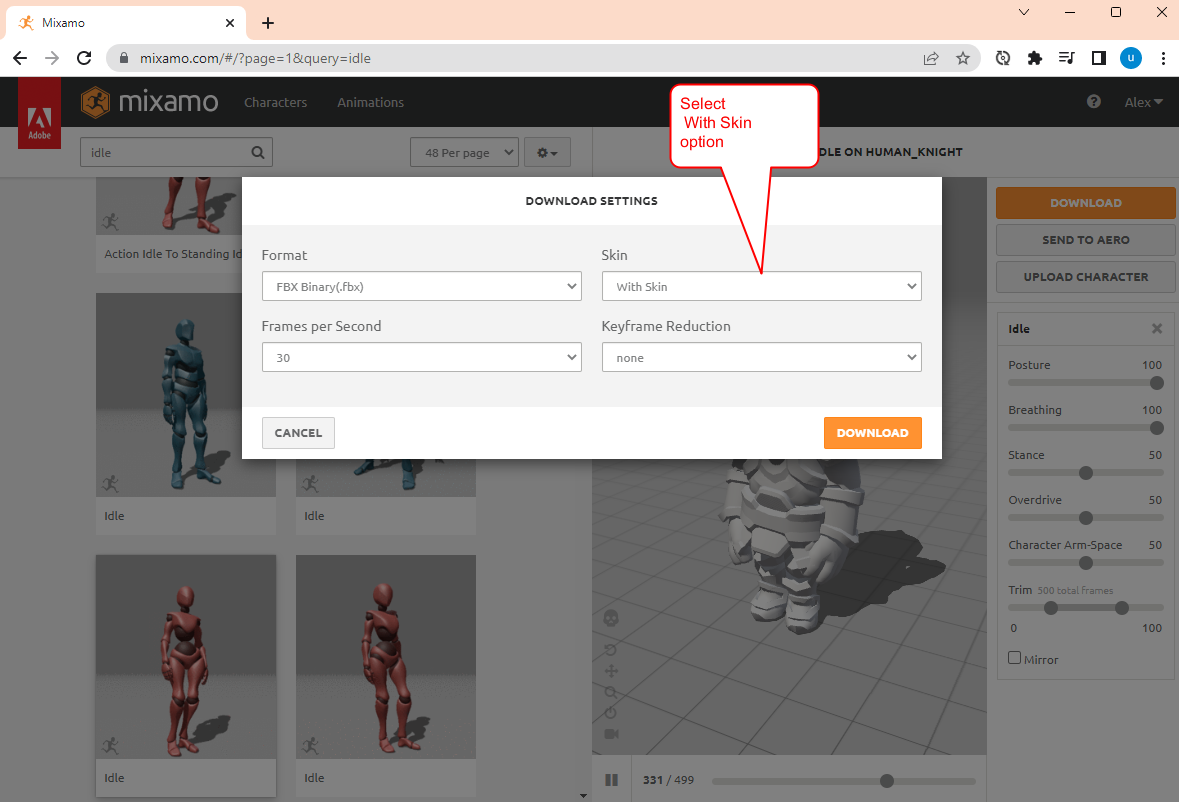 Mixamo
mixamo.com/#/?page=1&query=idle
u
Adobe
mixamo
Characters
Animations
Alex
Select
With Skin
option
idle
48 Per page
DLE ON HUMAN_KNIGHT
DOWNLOAD SETTINGS
Format
Skin
FBX Binary(.fbx)
With Skin
Frames per Second
Keyframe Reduction
30
none
CANCEL
DOWNLOAD
Action Idle To Standing Id
Idle
Idle
Idle
Idle
DOWNLOAD
SEND TO AERO
UPLOAD CHARACTER
Idle
Posture 100
Breathing 100
Stance 50
Overdrive 50
Character Arm-Space 50
Trim 500 total frames
0 100
Mirror
331 / 499